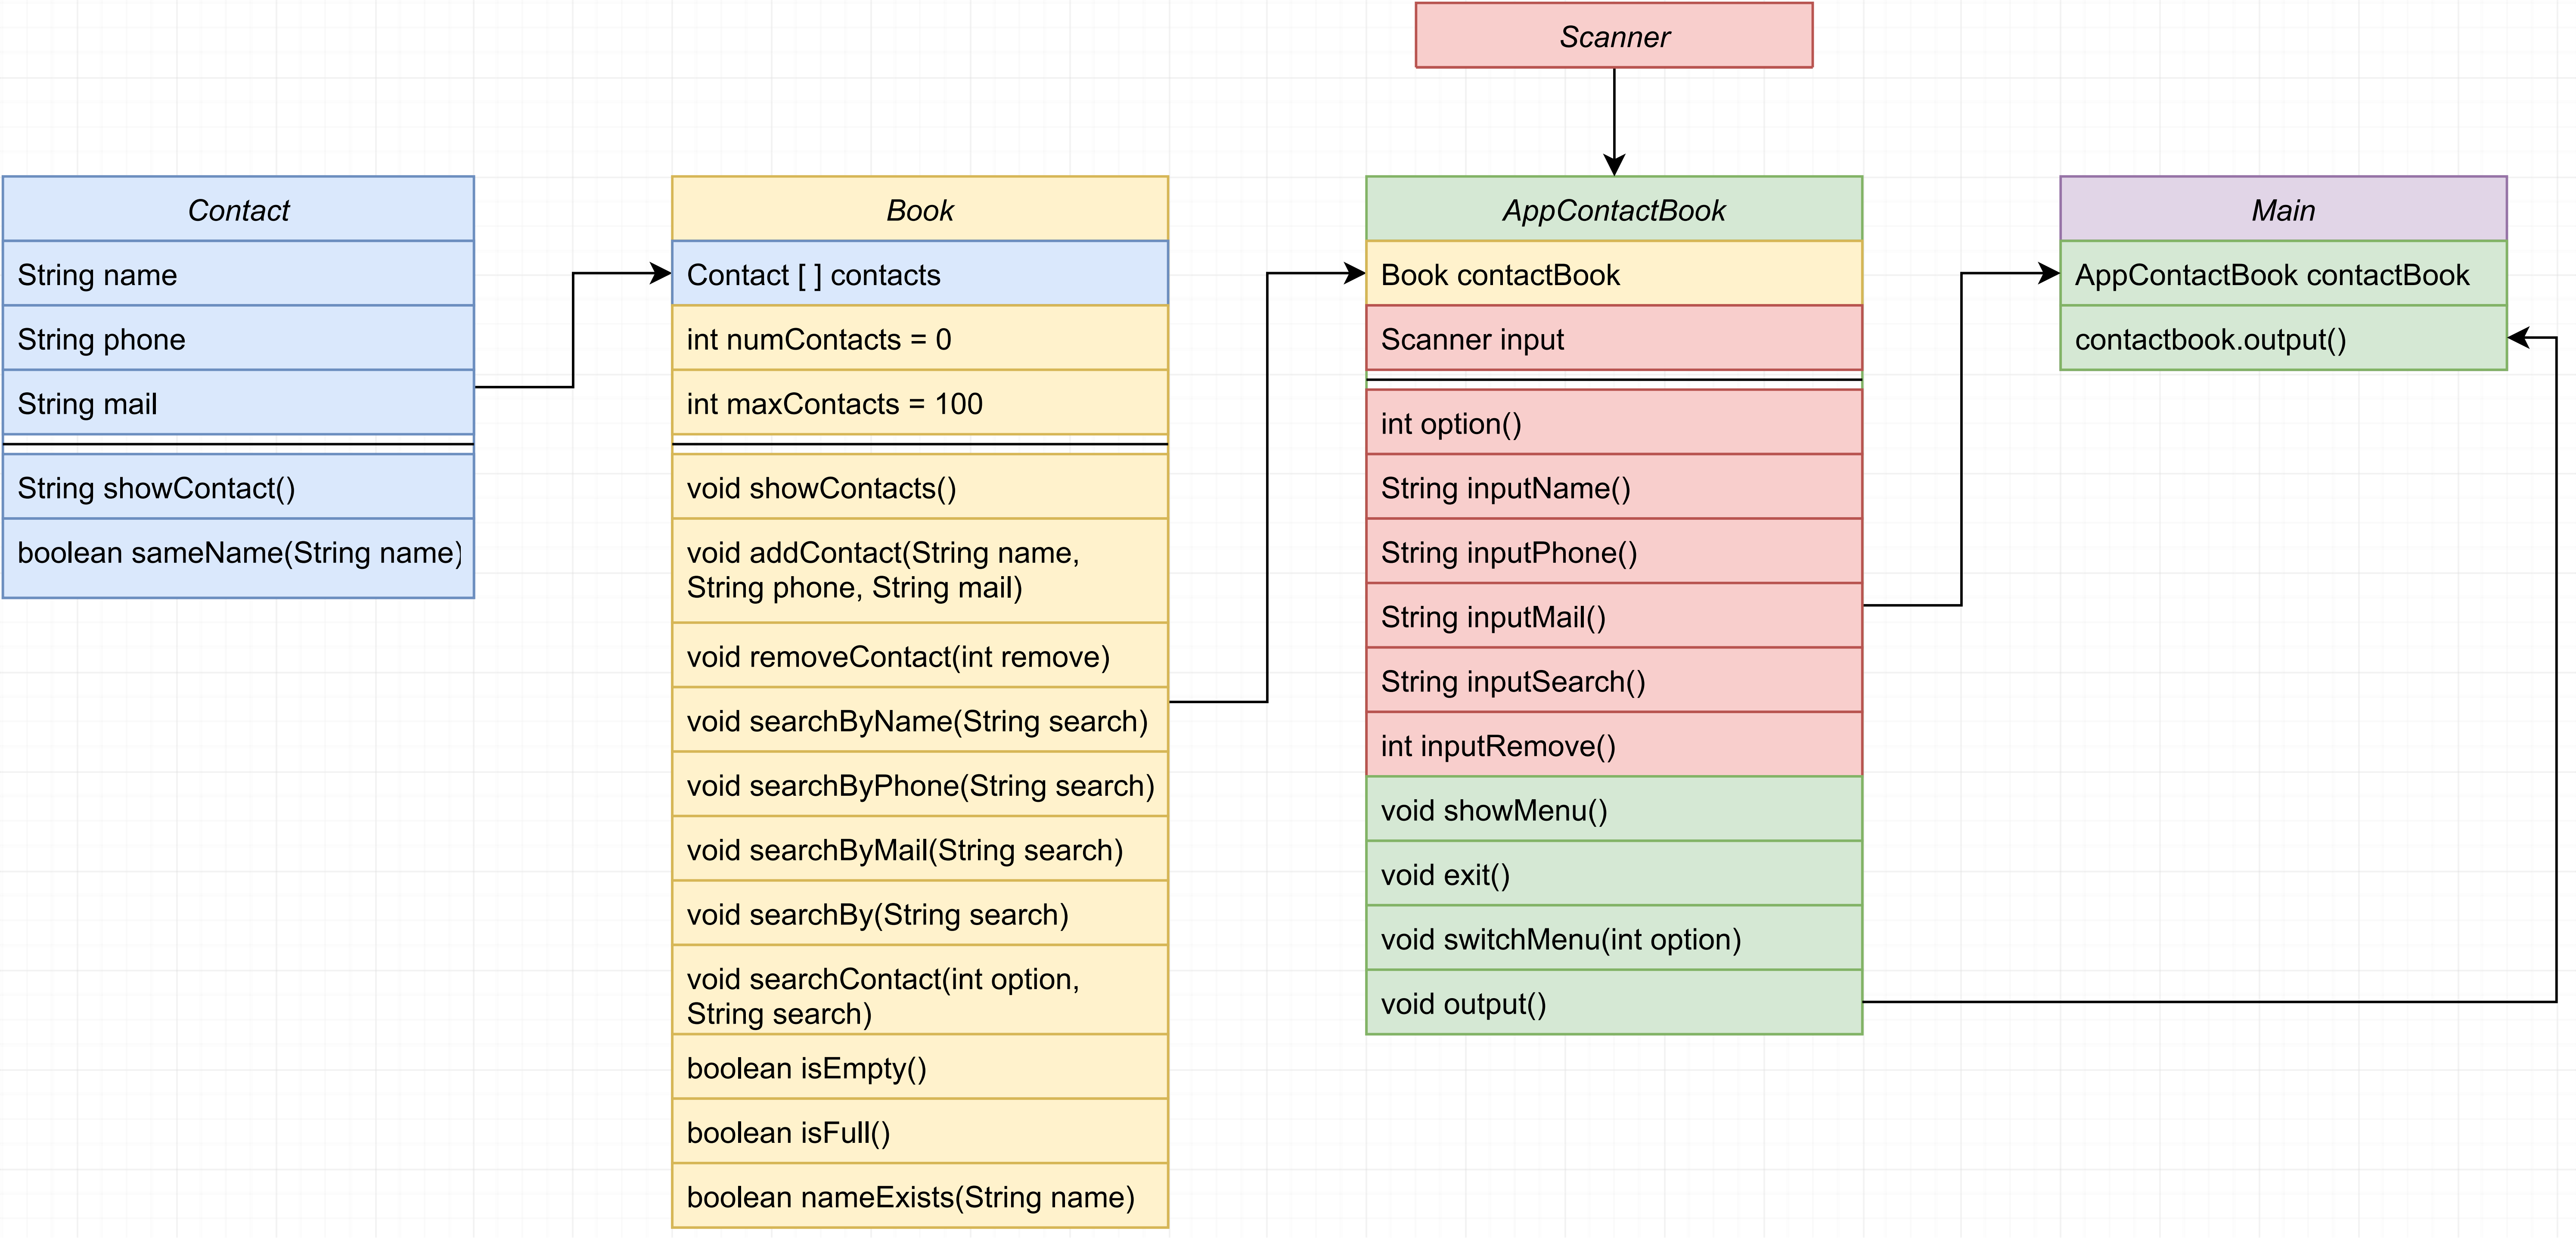 Scanner
Contact
String name
String phone
String mail
String showContact()
boolean sameName(String name)
Book
Contact [ ] contacts
int numContacts = 0
int maxContacts = 100
void showContacts()
void addContact(String name,
String phone, String mail)
void removeContact(int remove)
void searchByName(String search)
void searchByPhone(String search)
void searchByMail(String search)
void searchBy(String search)
void searchContact(int option,
String search)
boolean isEmpty()
boolean isFull()
boolean nameExists(String name)
AppContactBook
Book contactBook
Scanner input
int option()
String inputName()
String inputPhone()
String inputMail()
String inputSearch()
int inputRemove()
void showMenu()
void exit()
void switchMenu(int option)
void output()
Main
AppContactBook contactBook
contactbook.output()